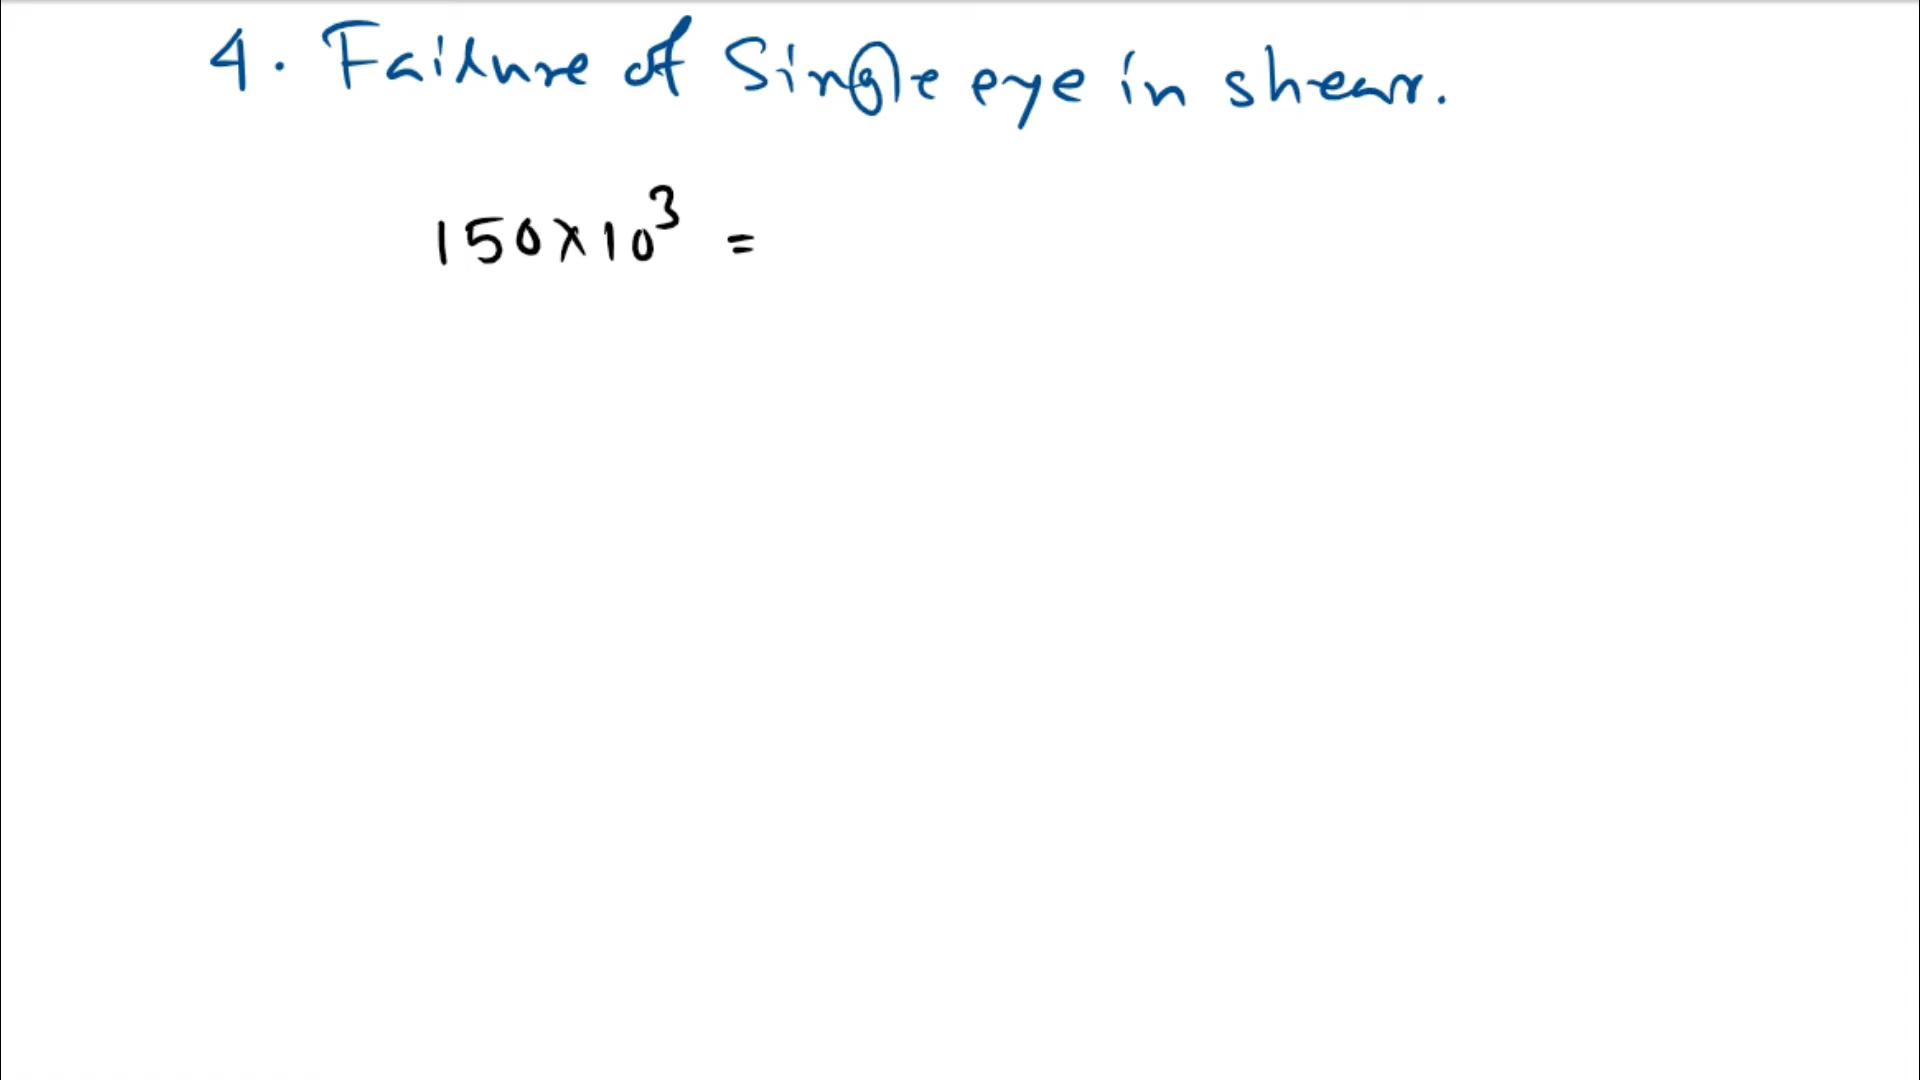 4. Failure of Single eye in shear.
150×10³ =